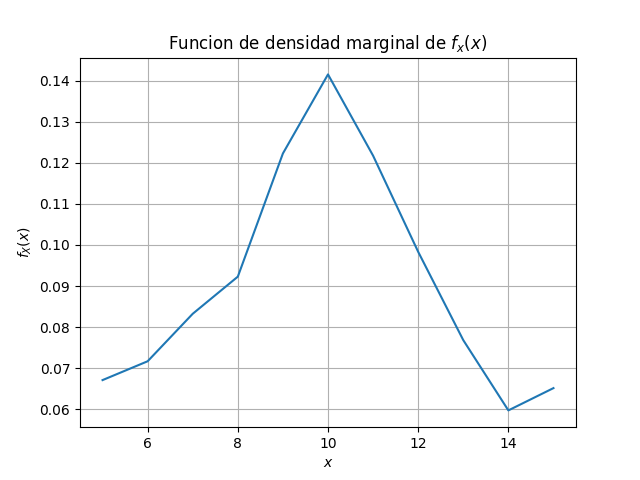 Funcion de densidad marginal de $f_x(x)$
0.14
0.13
0.12
0.11
0.10
0.09
0.08
0.07
0.06
$f_X(x)$
6 8 10 12 14
$x$